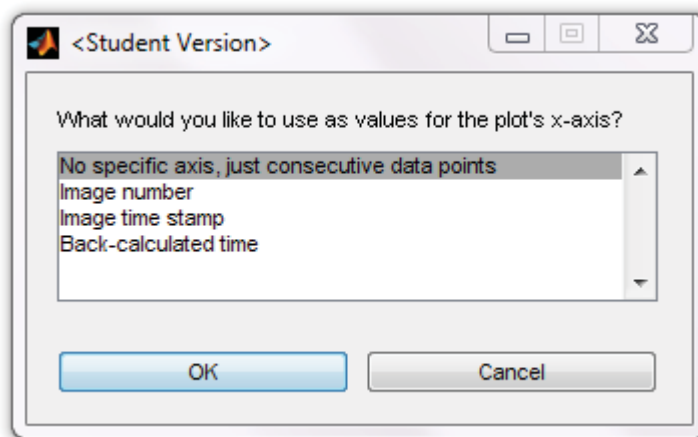 <Student Version>
What would you like to use as values for the plot's x-axis?
No specific axis, just consecutive data points
Image number
Image time stamp
Back-calculated time
OK
Cancel